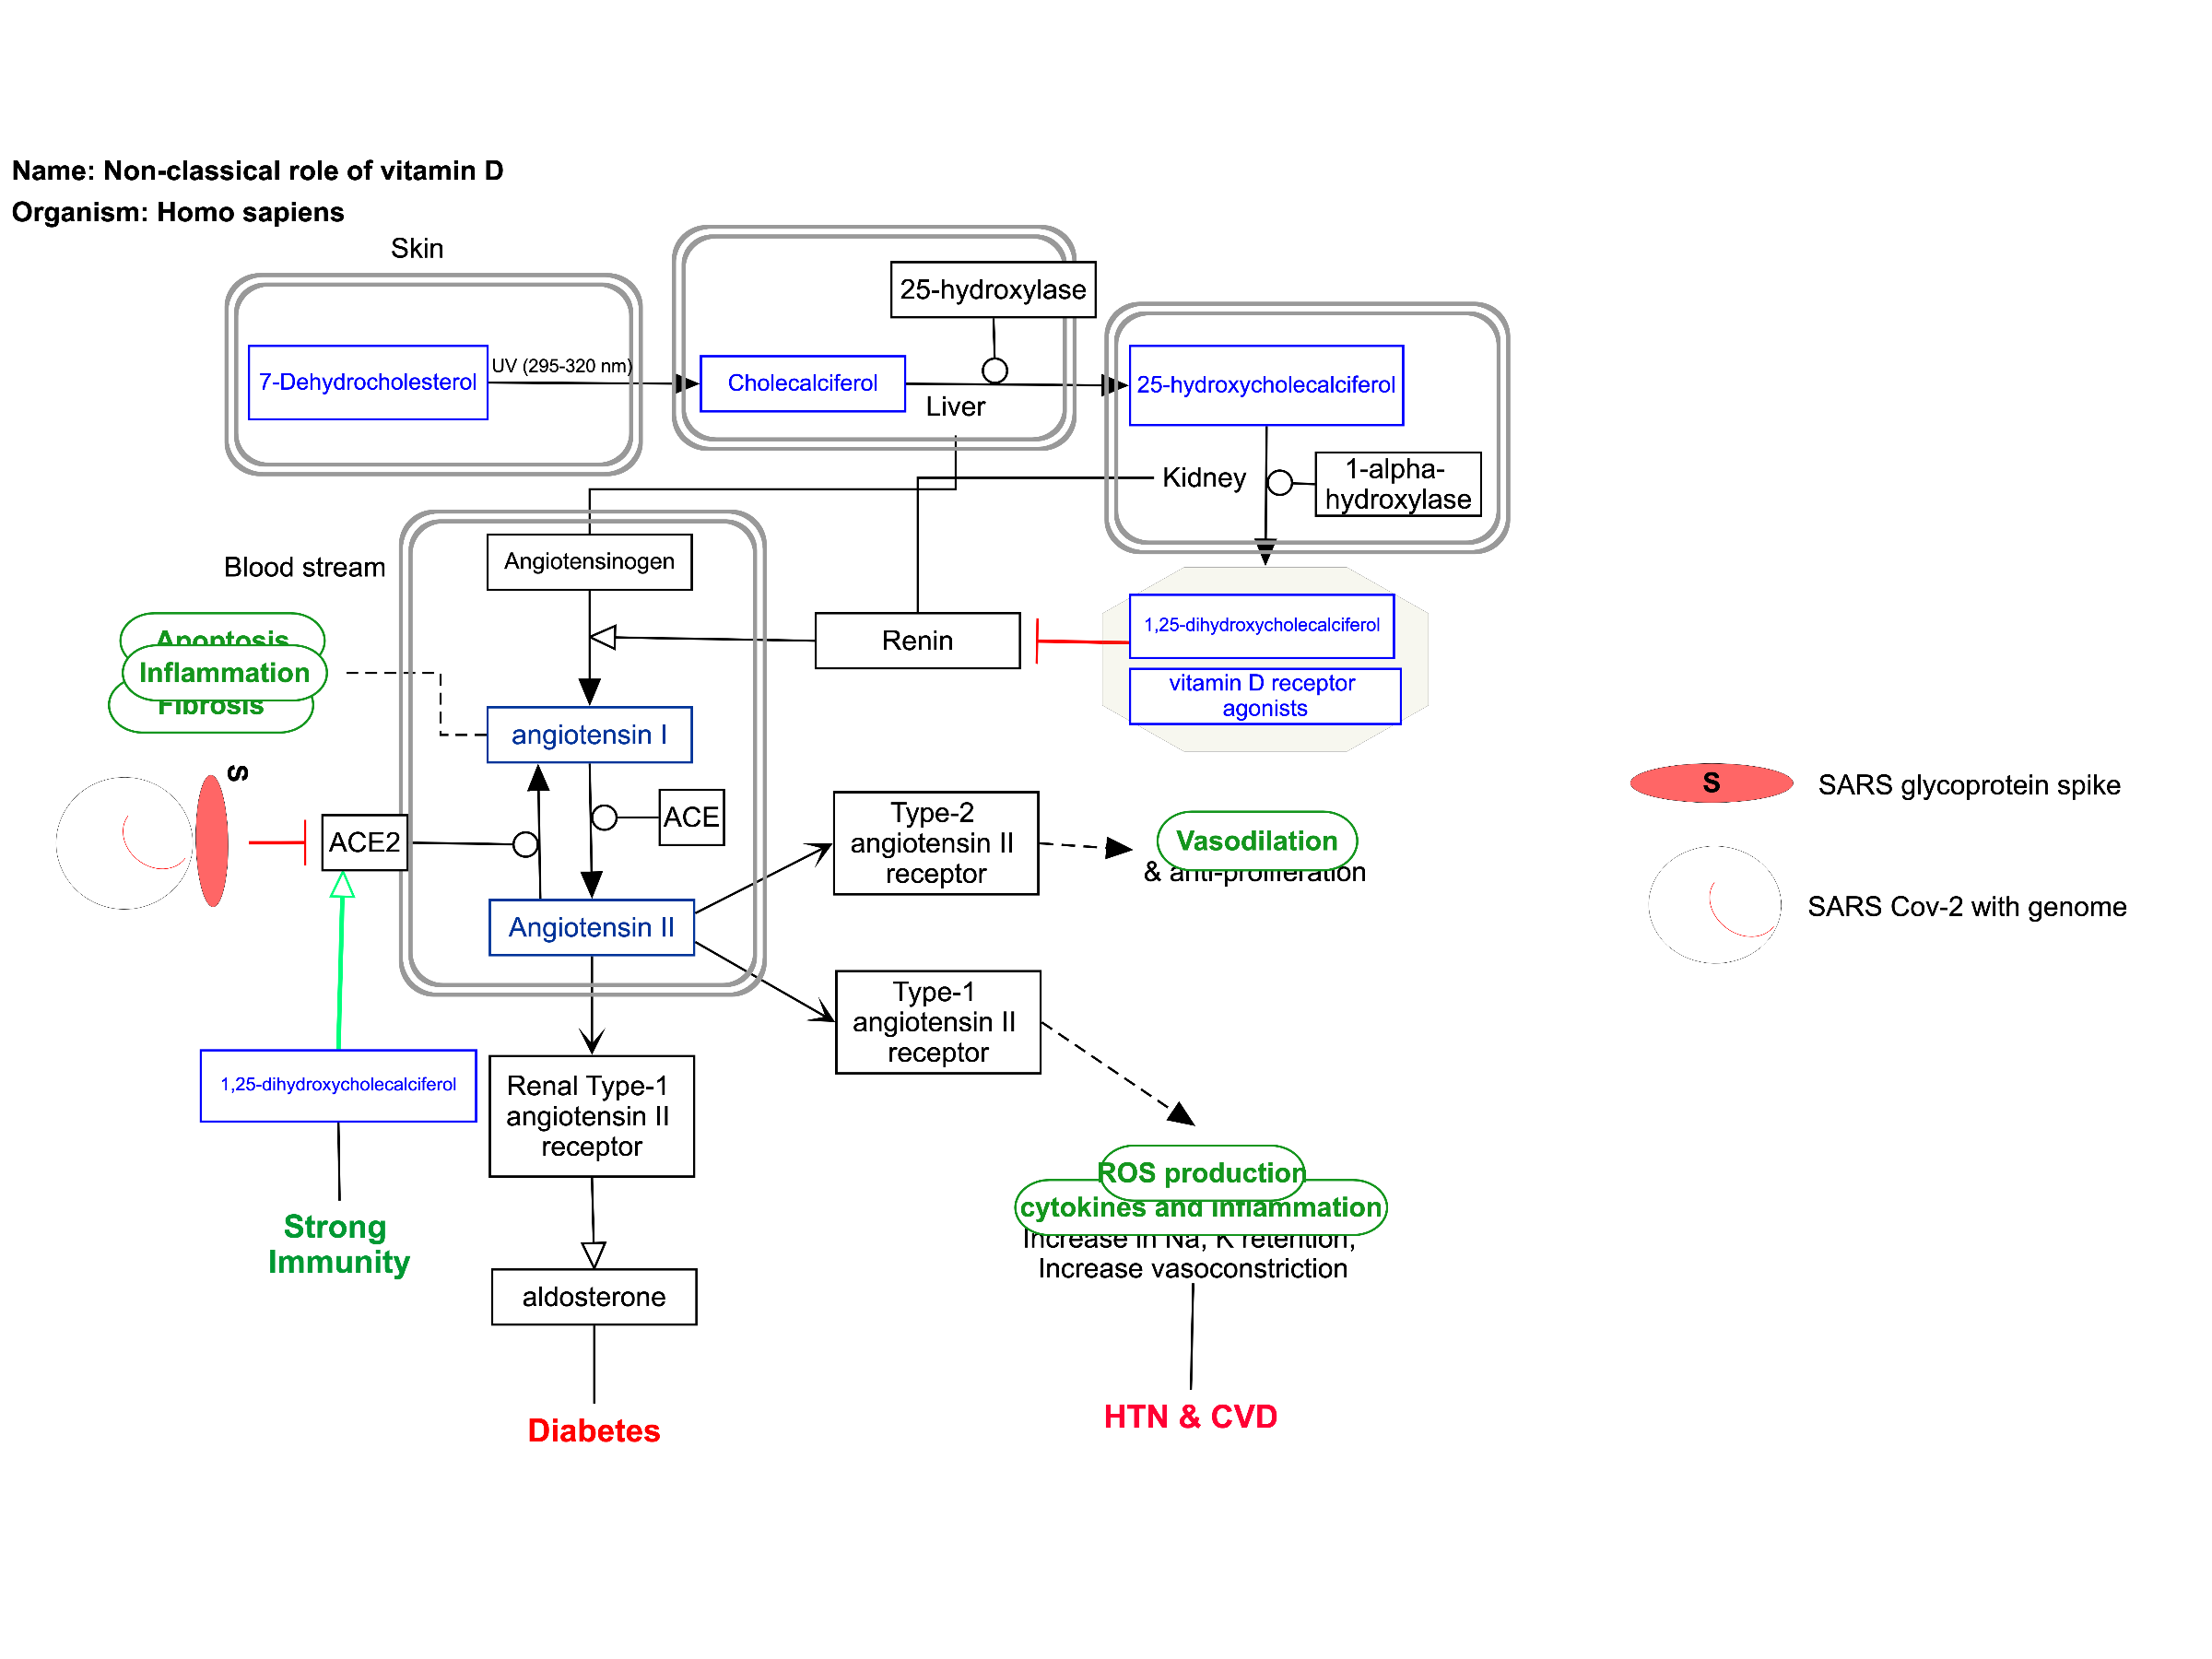 Name: Non-classical role of vitamin D
Organism: Homo sapiens
Skin
25-hydroxylase
7-Dehydrocholesterol
UV (295-320 nm)
Cholecalciferol
Liver
25-hydroxycholecalciferol
Kidney
1-alpha-
hydroxylase
Blood stream
Angiotensinogen
Apoptosis
Inflammation
Fibrosis
Renin
1,25-dihydroxycholecalciferol
vitamin D receptor
agonists
angiotensin I
S
ACE2
ACE
Type-2
angiotensin II
receptor
Vasodilation
& anti-proliferation
S
SARS glycoprotein spike
SARS Cov-2 with genome
Angiotensin II
Type-1
angiotensin II
receptor
1,25-dihydroxycholecalciferol
Renal Type-1
angiotensin II
receptor
Strong
Immunity
ROS production
cytokines and inflammation
Increase in Na, K retention,
Increase vasoconstriction
aldosterone
Diabetes
HTN & CVD